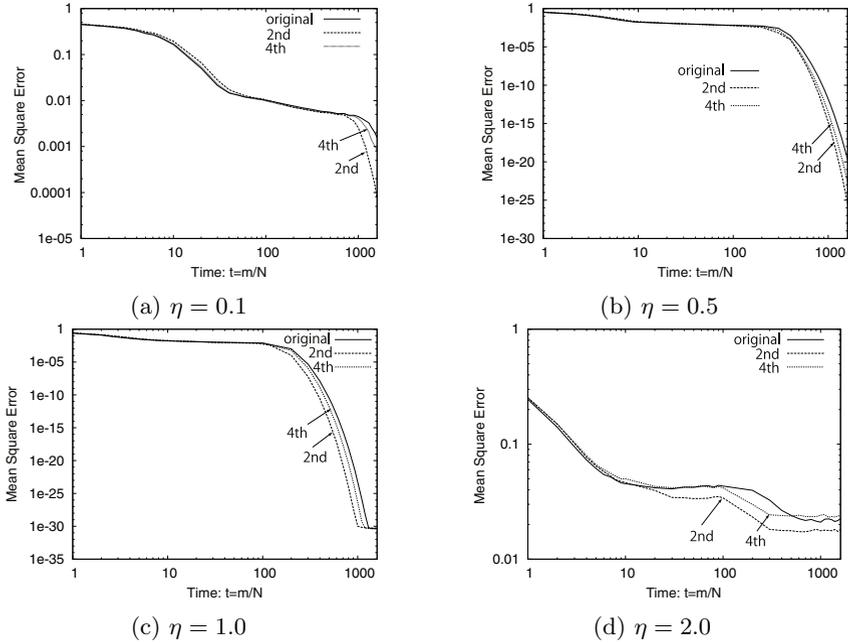 1
0.1
0.01
0.001
0.0001
1e-05
Mean Square Error
original
2nd
4th
4th
2nd
1 10 100 1000
Time: t=m/N
(a) η = 0.1
1
1e-05
1e-10
1e-15
1e-20
1e-25
1e-30
Mean Square Error
original
2nd
4th
4th
2nd
1 10 100 1000
Time: t=m/N
(b) η = 0.5
1
1e-05
1e-10
1e-15
1e-20
1e-25
1e-30
1e-35
Mean Square Error
original
2nd
4th
4th
2nd
1 10 100 1000
Time: t=m/N
(c) η = 1.0
1
0.1
0.01
Mean Square Error
original
2nd
4th
2nd
4th
1 10 100 1000
Time: t=m/N
(d) η = 2.0